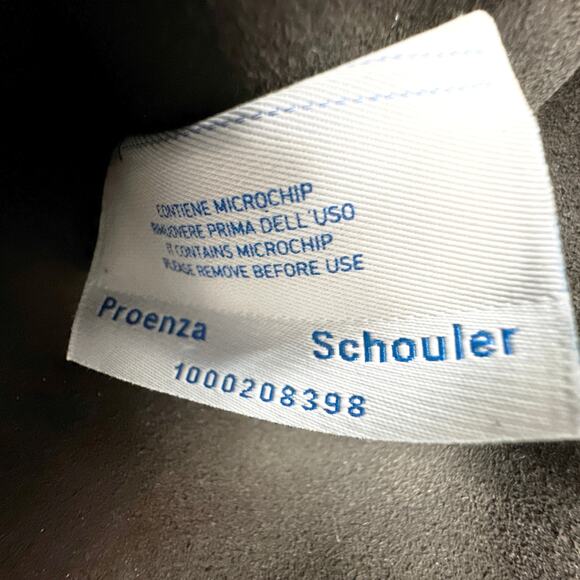 CONTIENE MICROCHIP
RIMUOVERE PRIMA DELL'USO
IT CONTAINS MICROCHIP
PLEASE REMOVE BEFORE USE
Proenza Schouler
1000208398